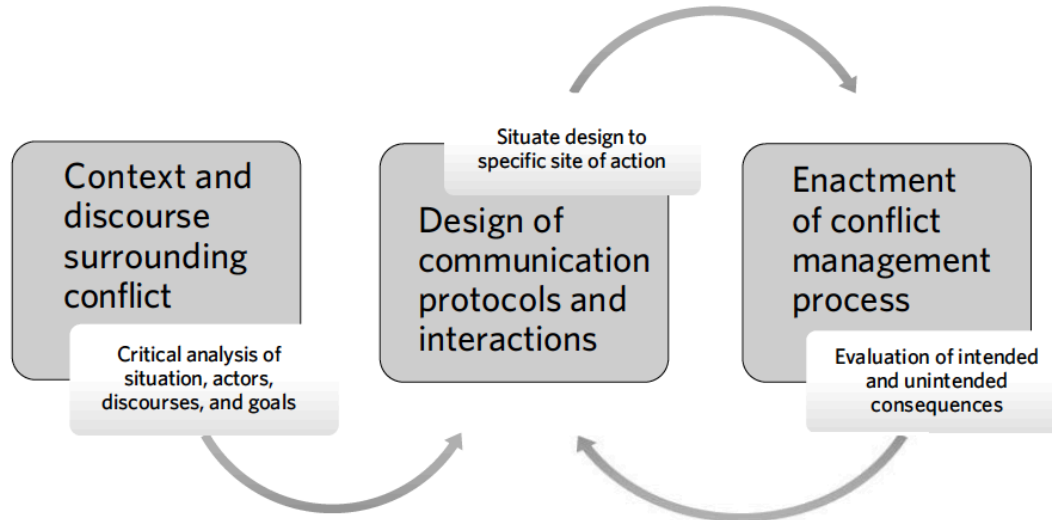 Context and
discourse
surrounding
conflict
Critical analysis of
situation, actors,
discourses, and goals
Situate design to
specific site of action
Design of
communication
protocols and
interactions
Enactment
of conflict
management
process
Evaluation of intended
and unintended
consequences